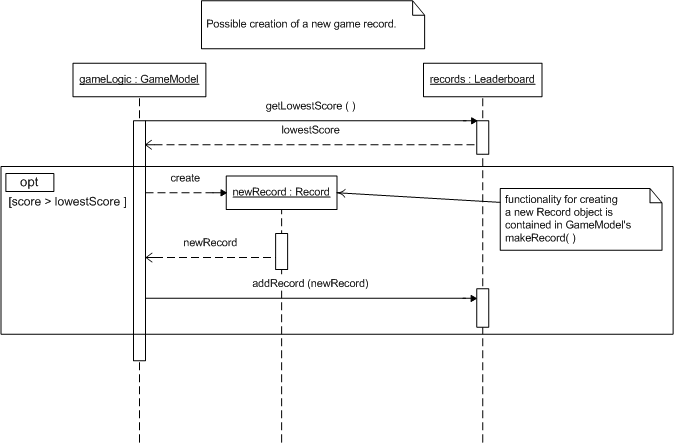 Possible creation of a new game record.
gameLogic : GameModel
records : Leaderboard
getLowestScore ( )
lowestScore
opt
[score > lowestScore ]
create
newRecord : Record
functionality for creating
a new Record object is
contained in GameModel's
makeRecord( )
newRecord
addRecord (newRecord)